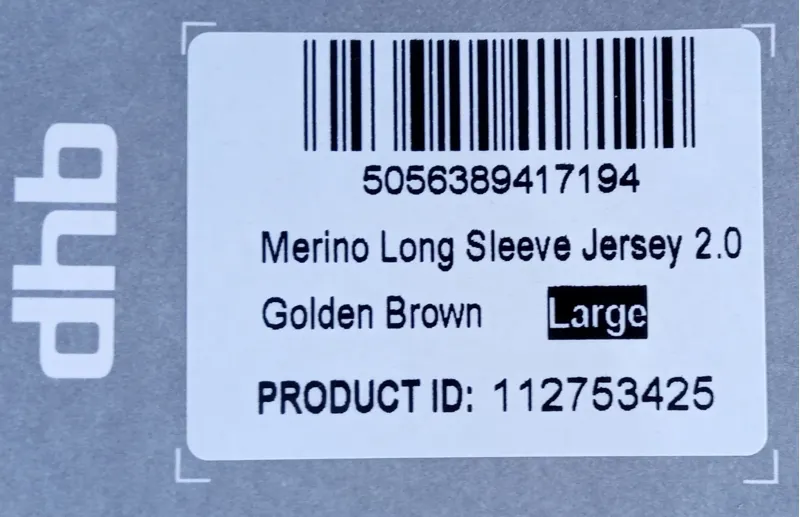 dhb
5056389417194
Merino Long Sleeve Jersey 2.0
Golden Brown Large
PRODUCT ID: 112753425